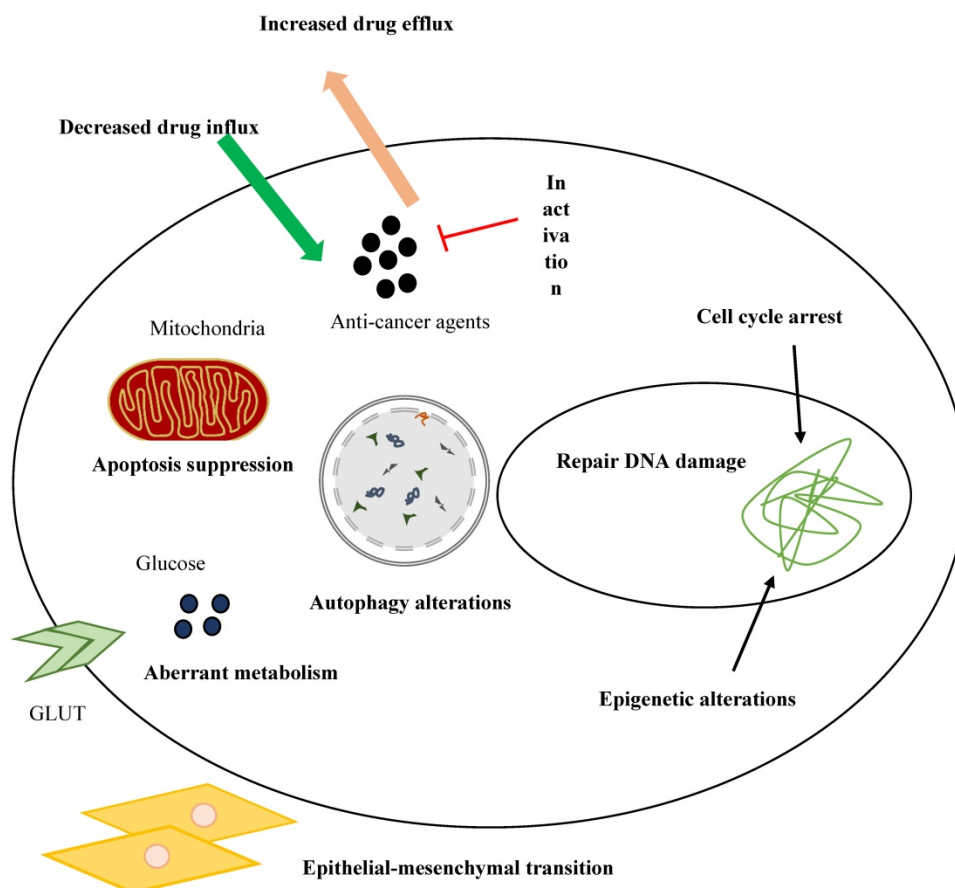 Increased drug efflux
Decreased drug influx
In
act
iva
tio
n
Anti-cancer agents
Mitochondria
Cell cycle arrest
Apoptosis suppression
Repair DNA damage
Glucose
Autophagy alterations
Aberrant metabolism
Epigenetic alterations
GLUT
Epithelial-mesenchymal transition